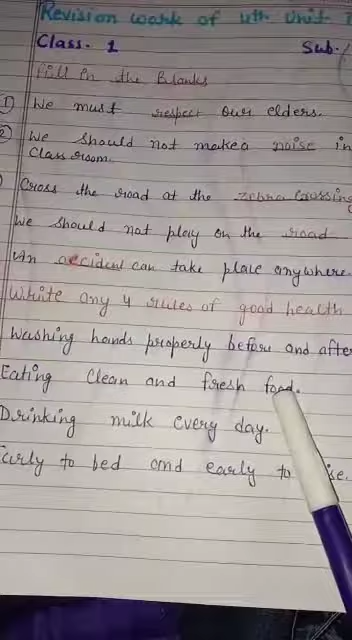 Revision work of 4th Unit
Class. 1 Sub.
Fill in the Blanks
1) We must respect our elders.
2) We should not make a noise in
Class room.
) Cross the road at the zebra Crossing
We should not play on the road
An accident can take place anywhere.
Write any 4 rules of good health
Washing hands properly before and after
Eating clean and fresh food.
Drinking milk every day.
Early to bed and early to